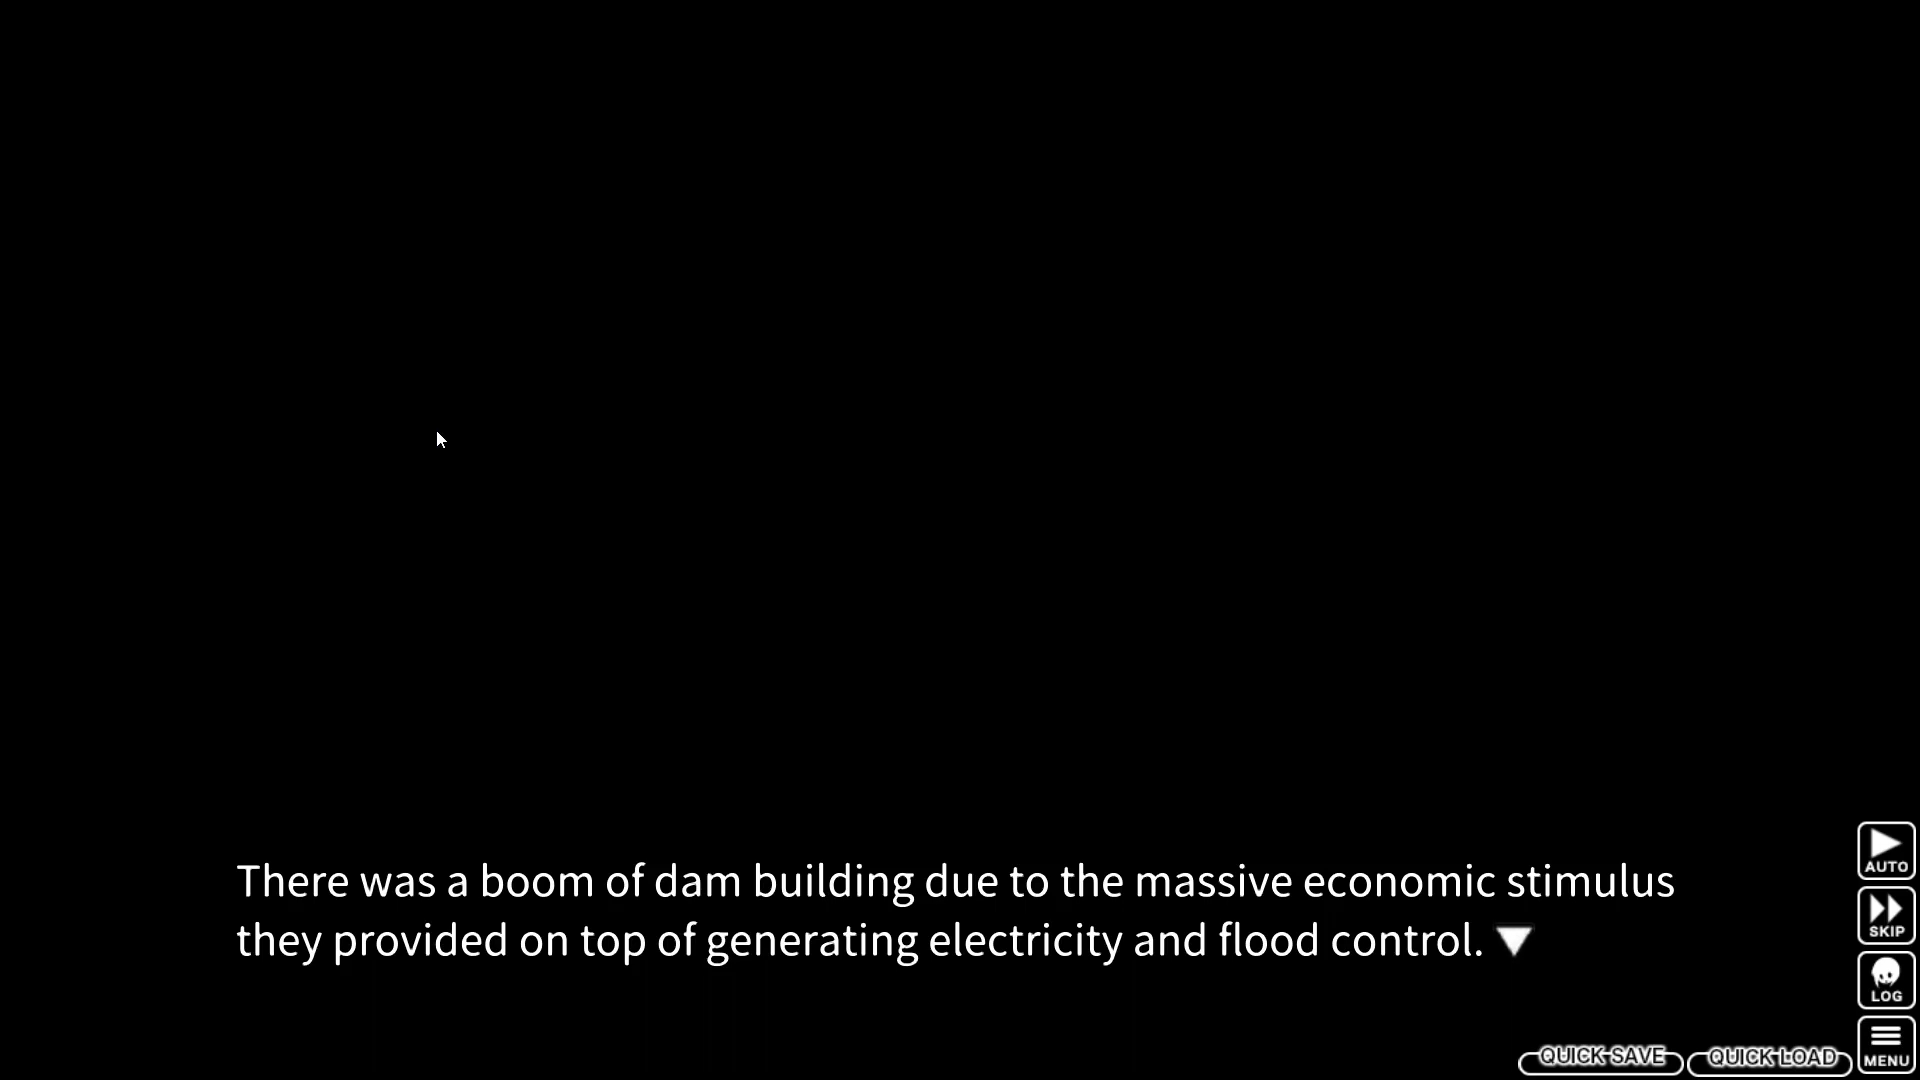 There was a boom of dam building due to the massive economic stimulus
they provided on top of generating electricity and flood control.
AUTO
SKIP
LOG
MENU
QUICK SAVE QUICK LOAD